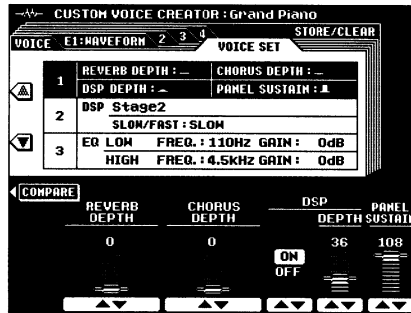 CUSTOM VOICE CREATOR : Grand Piano
STORE/CLEAR
VOICE E1:WAVEFORM 2 3 4 VOICE SET
1 REVERB DEPTH : CHORUS DEPTH :
DSP DEPTH : PANEL SUSTAIN :
2 DSP Stage2
SLOW/FAST : SLOW
3 EQ LOW FREQ. : 110Hz GAIN : 0dB
HIGH FREQ. : 4.5kHz GAIN : 0dB
COMPARE
REVERB DEPTH CHORUS DEPTH DSP DEPTH PANEL SUSTAI
0 0 ON OFF 36 108